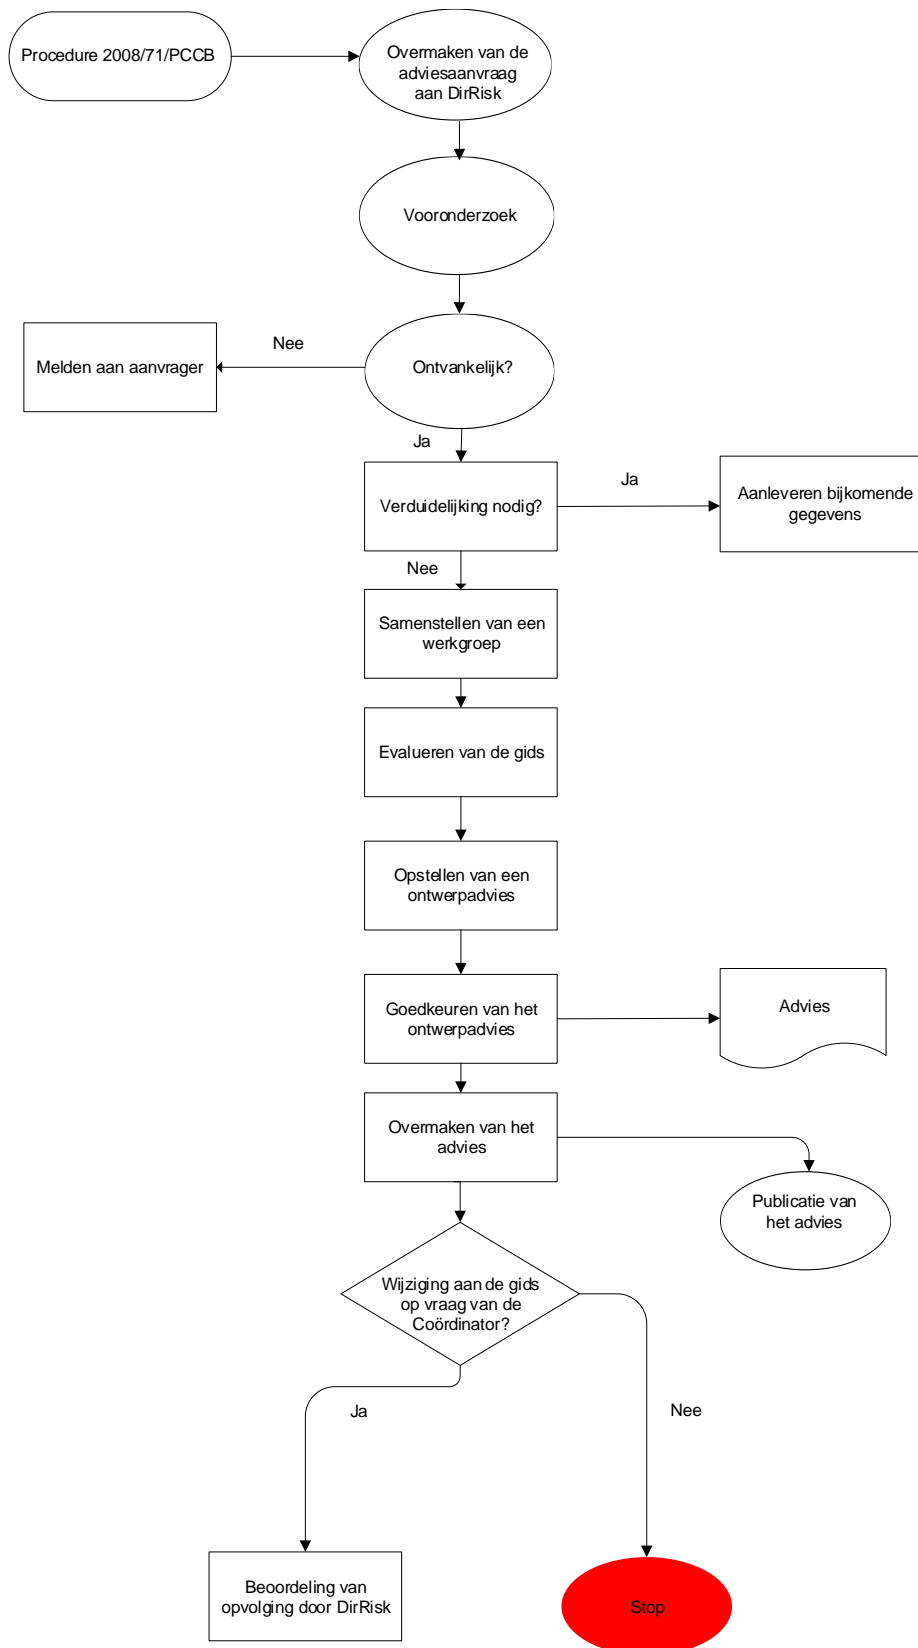 Procedure 2008/71/PCCB
Overmaken van de
adviesaanvraag
aan DirRisk
Vooronderzoek
Ontvankelijk?
Nee
Melden aan aanvrager
Ja
Verduidelijking nodig?
Ja
Aanleveren bijkomende
gegevens
Nee
Samenstellen van een
werkgroep
Evalueren van de gids
Opstellen van een
ontwerpadvies
Goedkeuren van het
ontwerpadvies
Advies
Overmaken van het
advies
Publicatie van
het advies
Wijziging aan de gids
op vraag van de
Coördinator?
Ja
Nee
Beoordeling van
opvolging door DirRisk
Stop